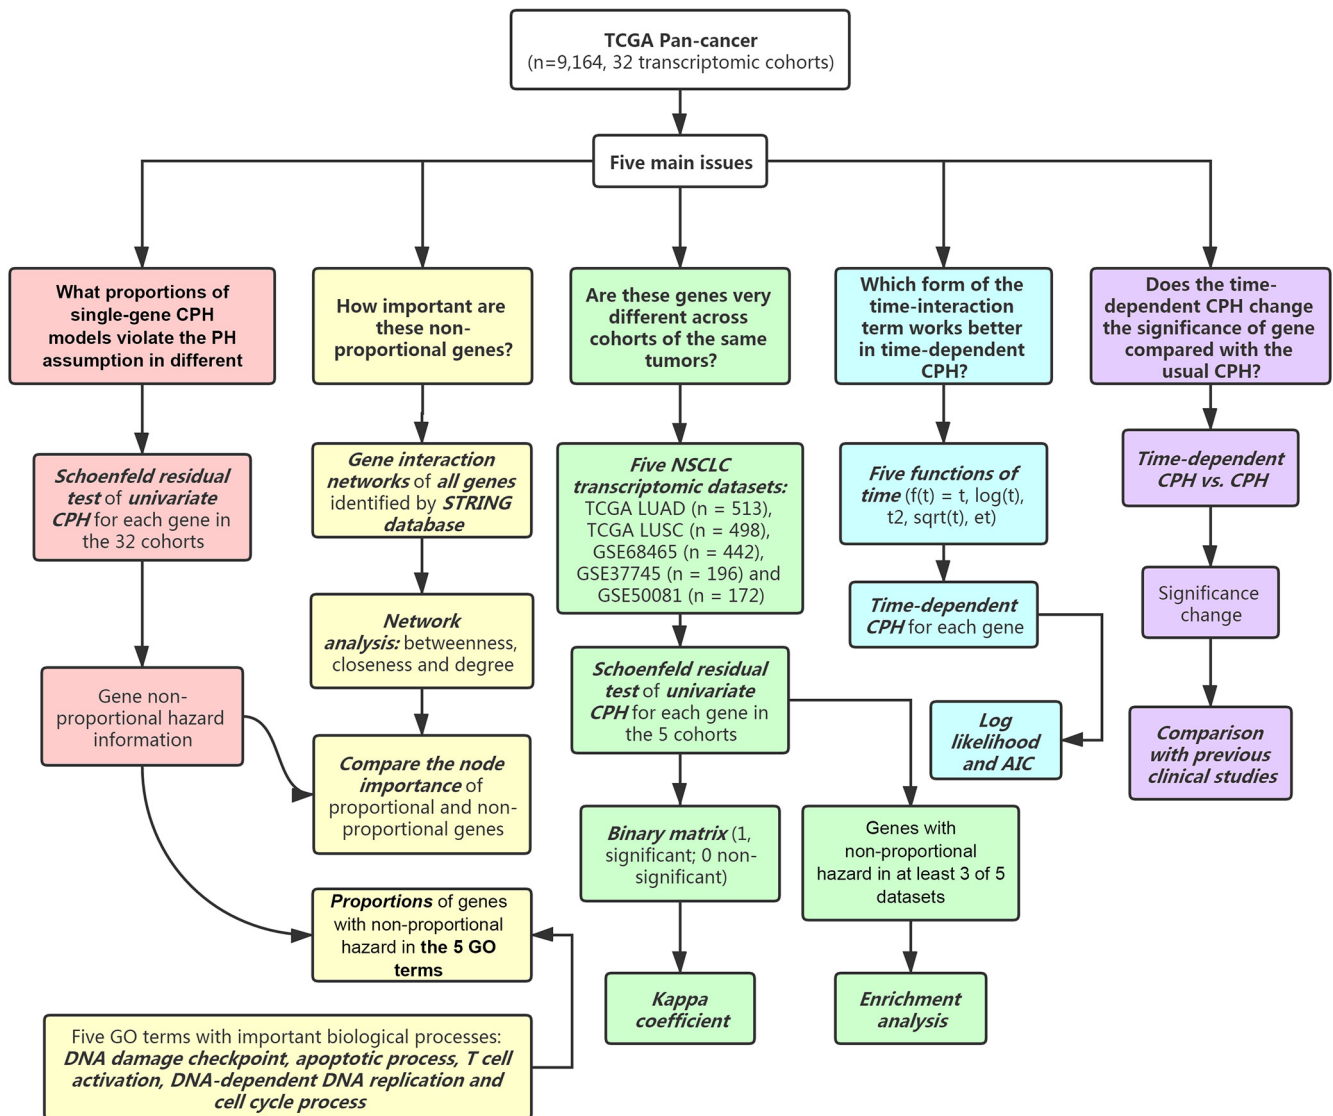 TCGA Pan-cancer
(n=9,164, 32 transcriptomic cohorts)
Five main issues
What proportions of
single-gene CPH
models violate the PH
assumption in different
Schoenfeld residual
test of univariate
CPH for each gene in
the 32 cohorts
Gene non-
proportional hazard
information
How important are
these non-
proportional genes?
Gene interaction
networks of all genes
identified by STRING
database
Network
analysis: betweenness,
closeness and degree
Compare the node
importance of
proportional and non-
proportional genes
Proportions of genes
with non-proportional
hazard in the 5 GO
terms
Five GO terms with important biological processes:
DNA damage checkpoint, apoptotic process, T cell
activation, DNA-dependent DNA replication and
cell cycle process
Are these genes very
different across
cohorts of the same
tumors?
Five NSCLC
transcriptomic datasets:
TCGA LUAD (n = 513),
TCGA LUSC (n = 498),
GSE68465 (n = 442),
GSE37745 (n = 196) and
GSE50081 (n = 172)
Schoenfeld residual
test of univariate
CPH for each gene in
the 5 cohorts
Binary matrix (1,
significant; 0 non-
significant)
Kappa
coefficient
Genes with
non-proportional
hazard in at least 3 of 5
datasets
Enrichment
analysis
Which form of the
time-interaction
term works better
in time-dependent
CPH?
Five functions of
time (f(t) = t, log(t),
t2, sqrt(t), et)
Time-dependent
CPH for each gene
Log
likelihood
and AIC
Does the time-
dependent CPH change
the significance of gene
compared with the
usual CPH?
Time-dependent
CPH vs. CPH
Significance
change
Comparison
with previous
clinical studies